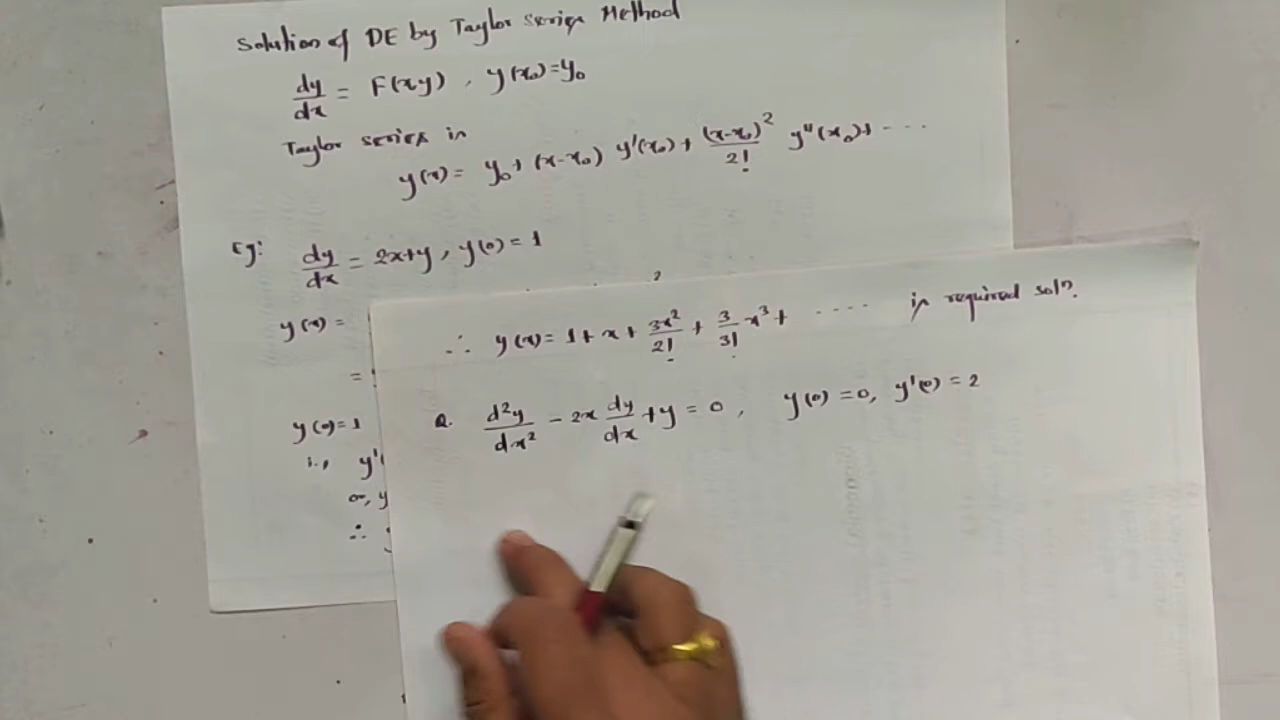 Solution of DE by Taylor Series Method
dy/dx = F(x,y) , y(x₀)=y₀
Taylor series is
y(x) = y₀ + (x-x₀) y'(x₀) + (x-x₀)²/2! y''(x₀) + ...
Eg: dy/dx = 2x+y, y(0) = 1
y(x) =
=
y(0)=1
i.e., y'(
or, y
∴
∴ y(x) = 1 + x + 3x²/2! + 3/3! x³ + ..... is required solⁿ.
Q. d²y/dx² - 2x dy/dx + y = 0, y(0) = 0, y'(0) = 2